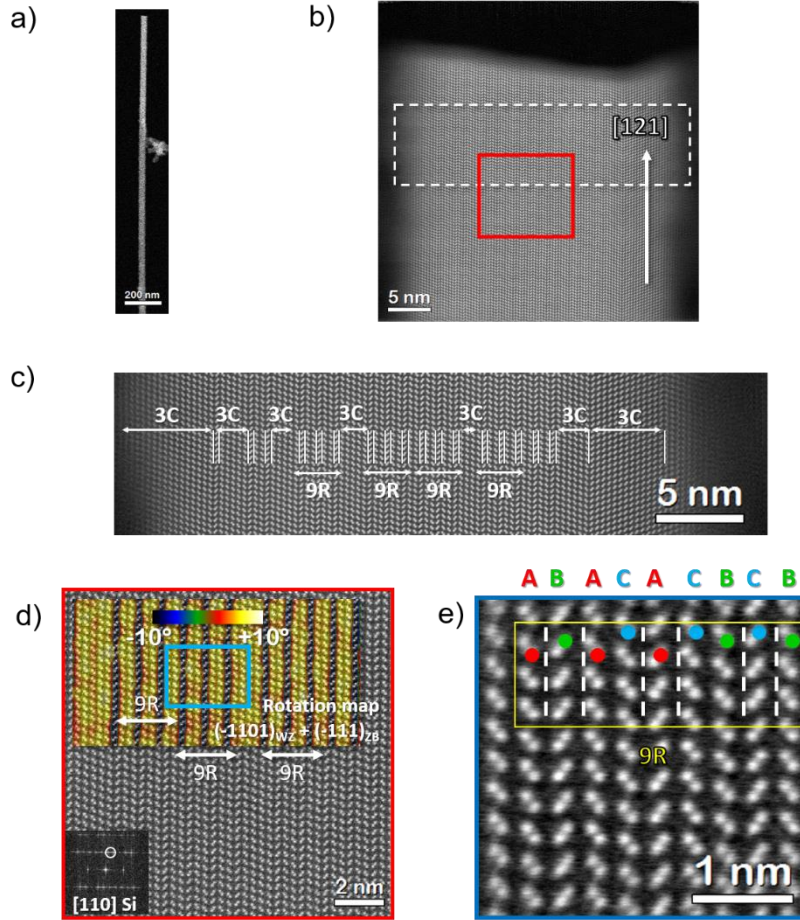 a)
200 nm
b)
[121]
5 nm
c)
3C 3C 3C 3C 3C 3C 3C
9R 9R 9R 9R
5 nm
d)
-10° +10°
9R
Rotation map
(-1101)WZ + (-111)ZB
9R 9R
[110] Si
2 nm
e)
A B A C A C B C B
9R
1 nm